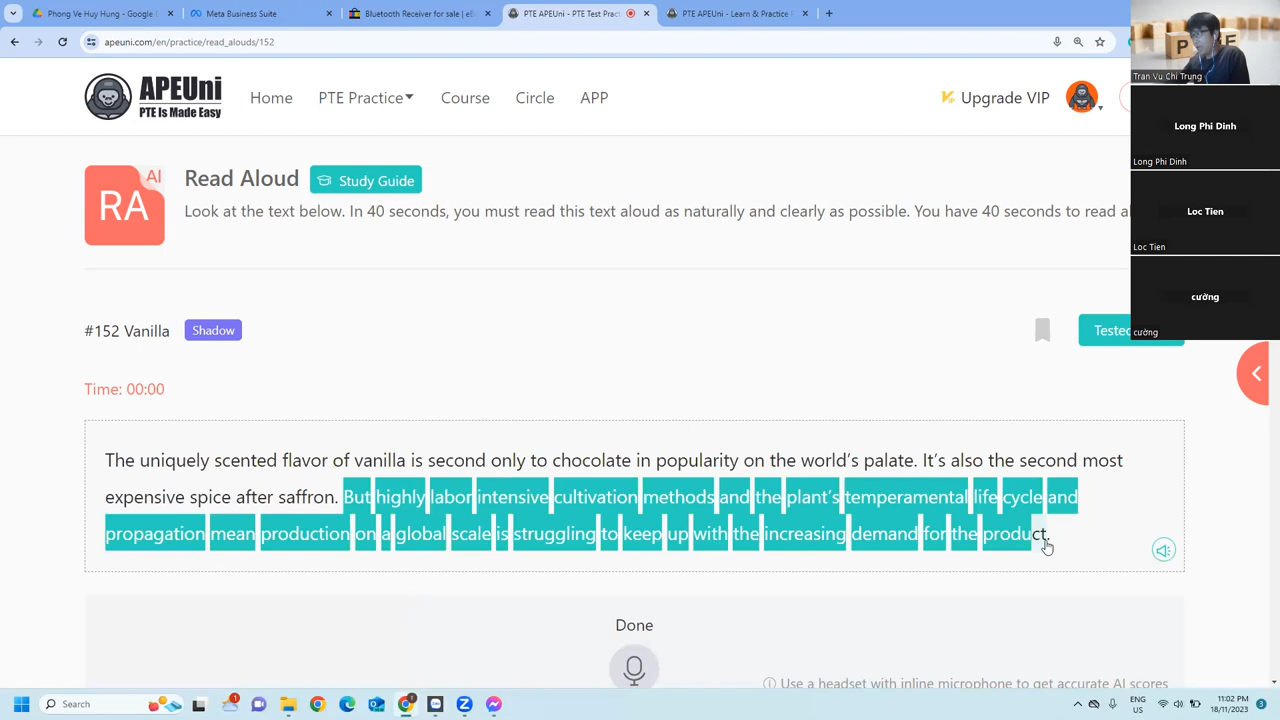 Phong Ve Huy Hung - Google D
Meta Business Suite
Bluetooth Receiver for sale | eB
PTE APEUni - PTE Test Prac
PTE APEUni - Learn & Practice P
apeuni.com/en/practice/read_alouds/152
APEUni
PTE Is Made Easy
Home
PTE Practice
Course
Circle
APP
Upgrade VIP
PTE
Tran Vu Chi Trung
Long Phi Dinh
Long Phi Dinh
Loc Tien
Loc Tien
cường
cường
RA
AI
Read Aloud
Study Guide
Look at the text below. In 40 seconds, you must read this text aloud as naturally and clearly as possible. You have 40 seconds to read al
#152 Vanilla
Shadow
Tested
Time: 00:00
The uniquely scented flavor of vanilla is second only to chocolate in popularity on the world's palate. It's also the second most
expensive spice after saffron. But highly labor intensive cultivation methods and the plant's temperamental life cycle and
propagation mean production on a global scale is struggling to keep up with the increasing demand for the product.
Done
Use a headset with inline microphone to get accurate AI scores
Search
ENG
US
11:02 PM
18/11/2023